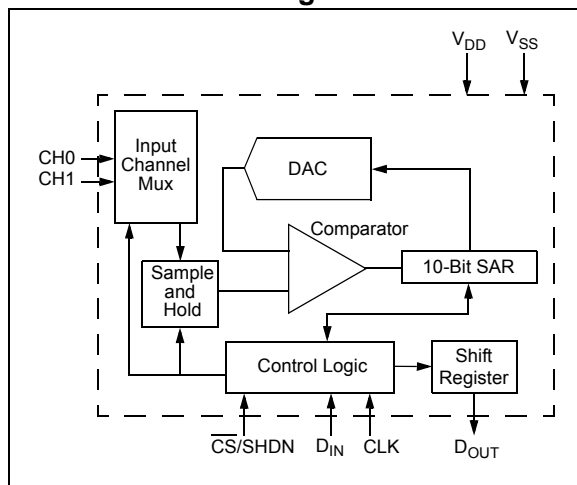 V_DD V_SS
CH0
CH1
Input
Channel
Mux
DAC
Comparator
Sample
and
Hold
10-Bit SAR
Control Logic
Shift
Register
C̅S̅/SHDN D_IN CLK D_OUT